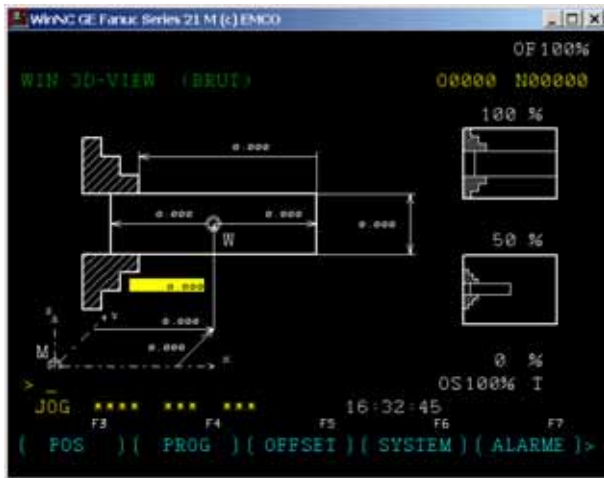 WinNC GE Fanuc Series 21 M (c) EMCO
OF100%
WIN 3D-VIEW (BRUT) O0000 N00000
100 %
0.000
0.000 0.000 0.000
W
50 %
0.000
0.000
M
0.000
x
0 %
> _ OS100% T
JOG **** *** *** 16:32:45
F3 F4 F5 F6 F7
( POS )( PROG )( OFFSET)( SYSTEM)( ALARME)>